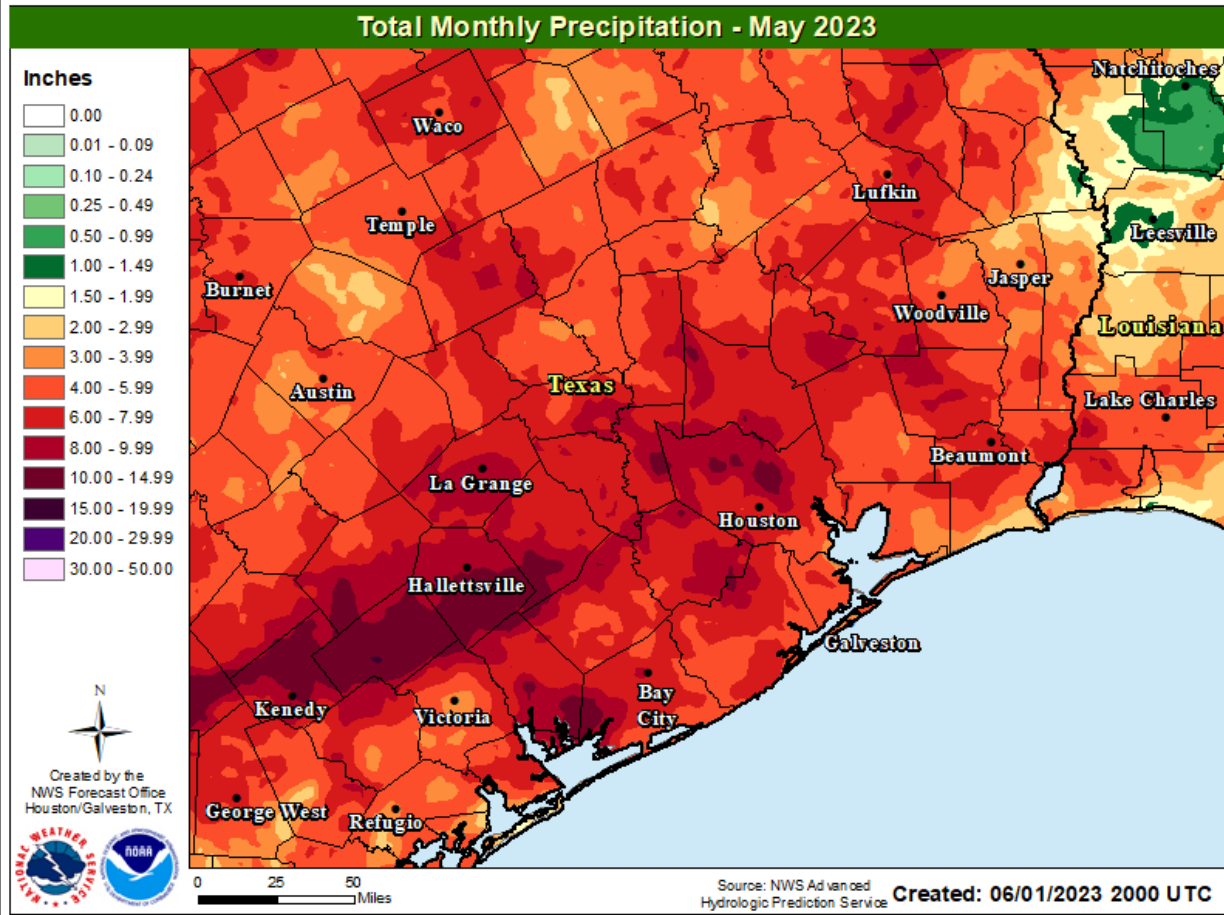 Total Monthly Precipitation - May 2023
Inches
0.00
0.01 - 0.09
0.10 - 0.24
0.25 - 0.49
0.50 - 0.99
1.00 - 1.49
1.50 - 1.99
2.00 - 2.99
3.00 - 3.99
4.00 - 5.99
6.00 - 7.99
8.00 - 9.99
10.00 - 14.99
15.00 - 19.99
20.00 - 29.99
30.00 - 50.00
Natchitoches
Waco
Lufkin
Temple
Leesville
Burnet
Jasper
Woodville
Louisiana
Austin
Texas
Lake Charles
Beaumont
La Grange
Houston
Hallettsville
Galveston
Kenedy
Victoria
Bay
City
George West
Refugio
N
Created by the
NWS Forecast Office
Houston/Galveston, TX
NATIONAL WEATHER SERVICE
NOAA
0 25 50
Miles
Source: NWS Advanced
Hydrologic Prediction Service
Created: 06/01/2023 2000 UTC